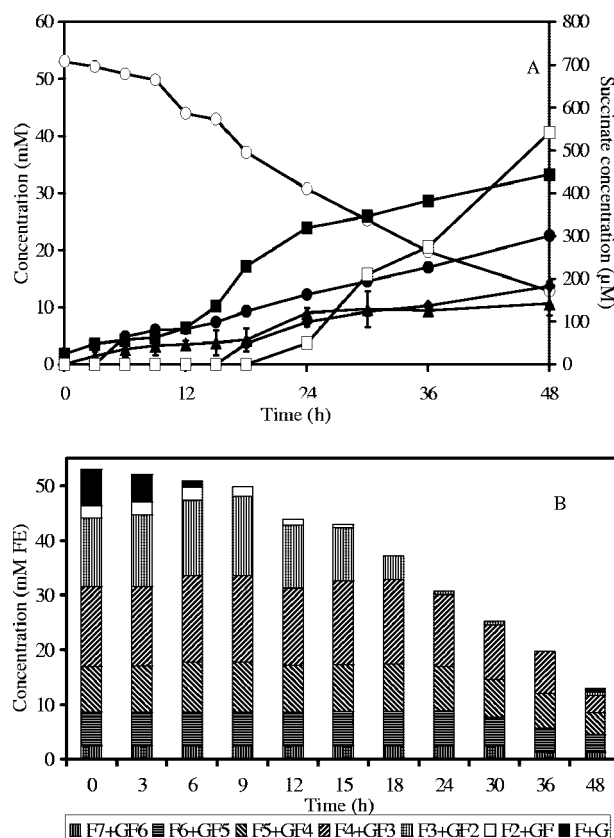 60 800
A
700
50
600
40 500
30 400
300
20
200
10
100
0 0
0 12 24 36 48
Time (h)
Concentration (mM)
Succinate concentration (µM)
B
50
40
30
20
10
0
0 3 6 9 12 15 18 24 30 36 48
Time (h)
Concentration (mM FE)
F7+GF6 F6+GF5 F5+GF4 F4+GF3 F3+GF2 F2+GF F+G